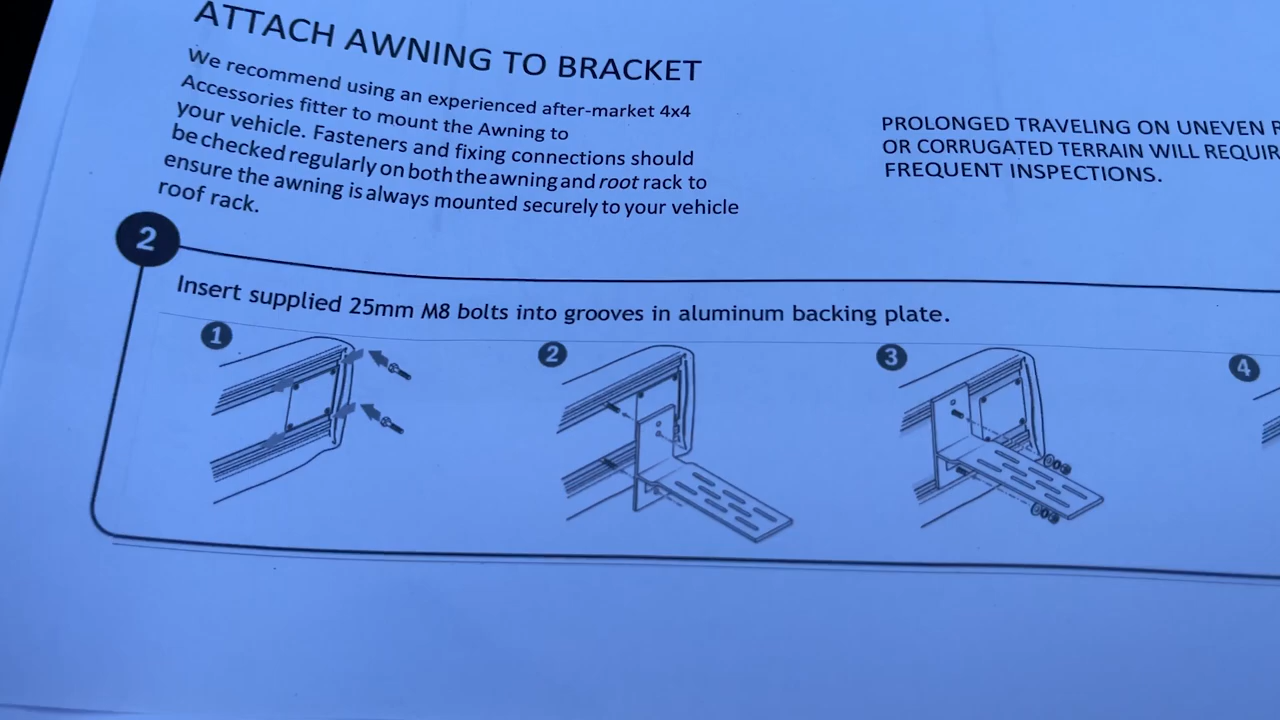 ATTACH AWNING TO BRACKET
We recommend using an experienced after-market 4x4
Accessories fitter to mount the Awning to
your vehicle. Fasteners and fixing connections should
be checked regularly on both the awning and root rack to
ensure the awning is always mounted securely to your vehicle
roof rack.
PROLONGED TRAVELING ON UNEVEN
OR CORRUGATED TERRAIN WILL
FREQUENT INSPECTIONS.
2
Insert supplied 25mm M8 bolts into grooves in aluminum backing plate.
1
2
3
4